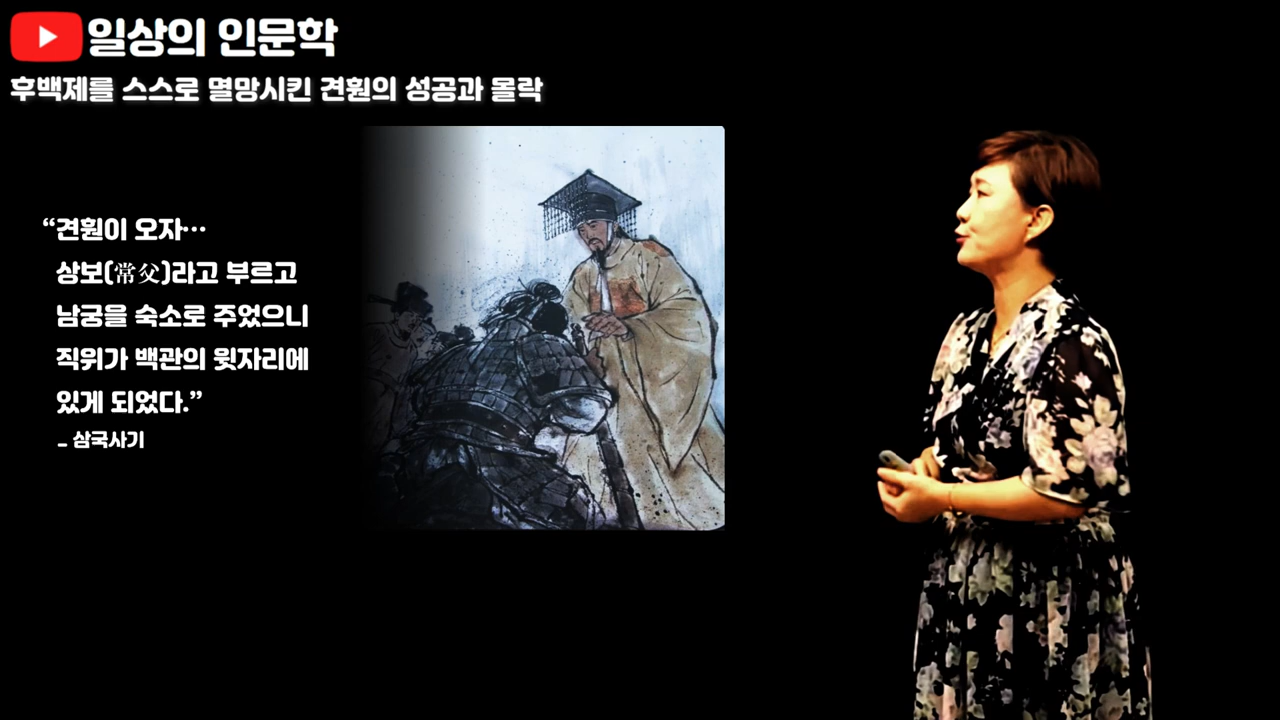 일상의 인문학
후백제를 스스로 멸망시킨 견훤의 성공과 몰락
“견훤이 오자…
상보(常父)라고 부르고
남궁을 숙소로 주었으니
직위가 백관의 윗자리에
있게 되었다.”
- 삼국사기